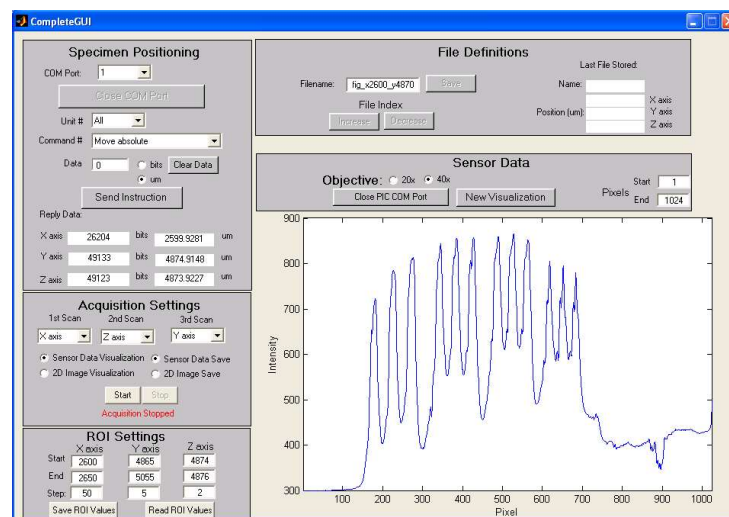 CompleteGUI
Specimen Positioning
COM Port: 1
Close COM Port
Unit # All
Command # Move absolute
Data 0 bits Clear Data
um
Send Instruction
Reply Data:
X axis 26204 bits 2599.9281 um
Y axis 49133 bits 4874.9148 um
Z axis 49123 bits 4873.9227 um
Acquisition Settings
1st Scan 2nd Scan 3rd Scan
X axis Z axis Y axis
Sensor Data Visualization Sensor Data Save
2D Image Visualization 2D Image Save
Start Stop
Acquisition Stopped
ROI Settings
X axis Y axis Z axis
Start 2600 4865 4874
End 2650 5055 4876
Step: 50 5 2
Save ROI Values Read ROI Values
File Definitions
Last File Stored:
Filename: fig_x2600_y4870 Save Name:
File Index
Increase Decrease
Position (um): X axis
Y axis
Z axis
Sensor Data
Objective: 20x 40x
Close PIC COM Port New Visualization
Pixels Start 1
End 1024
900
800
700
600
500
400
300
Intensity
100 200 300 400 500 600 700 800 900 1000
Pixel